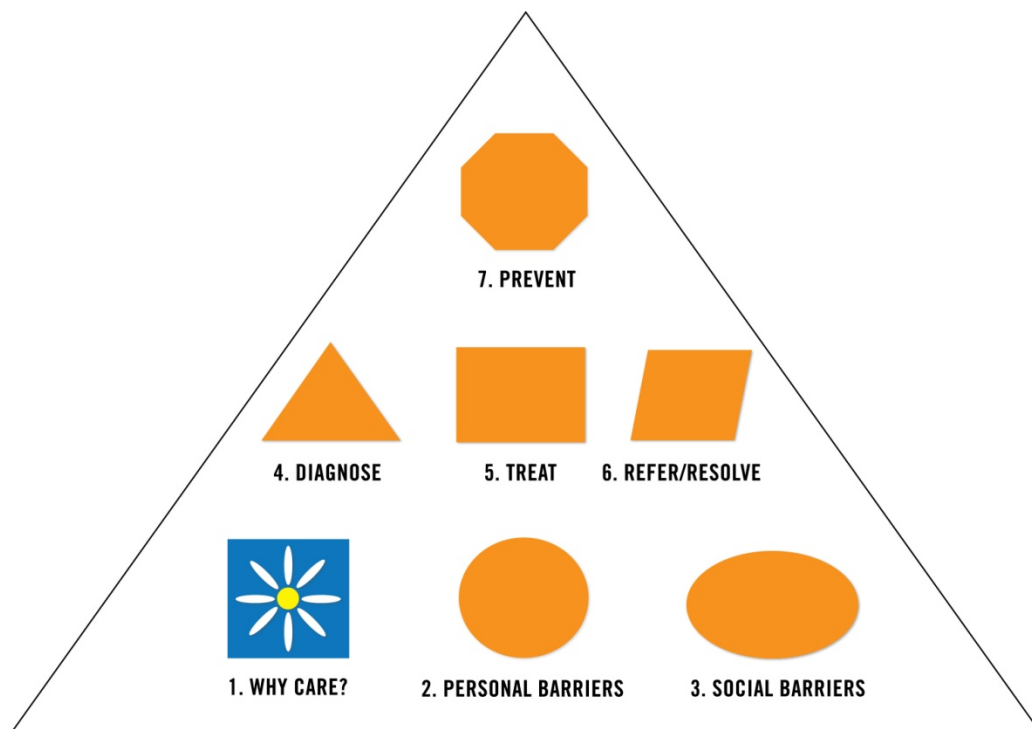 7. PREVENT
4. DIAGNOSE
5. TREAT
6. REFER/RESOLVE
1. WHY CARE?
2. PERSONAL BARRIERS
3. SOCIAL BARRIERS